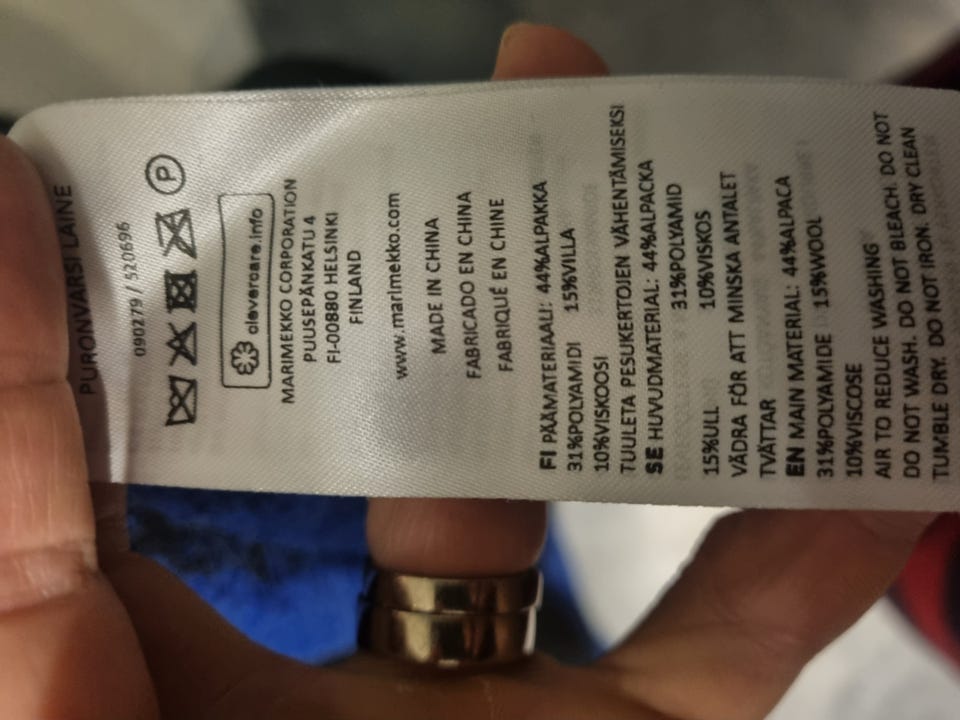 PURONVARSI LAINE
090279 / 520696
P
clevercare.info
MARIMEKKO CORPORATION
PUUSEPÄNKATU 4
FI-00880 HELSINKI
FINLAND
www.marimekko.com
MADE IN CHINA
FABRICADO EN CHINA
FABRIQUÉ EN CHINE
FI PÄÄMATERIAALI: 44%ALPAKKA
31%POLYAMIDI 15%VILLA
10%VISKOOSI
TUULETA PESUKERTOJEN VÄHENTÄMISEKSI
SE HUVUDMATERIAL: 44%ALPACKA
31%POLYAMID
15%ULL 10%VISKOS
VÄDRA FÖR ATT MINSKA ANTALET
TVÄTTAR
EN MAIN MATERIAL: 44%ALPACA
31%POLYAMIDE 15%WOOL
10%VISCOSE
AIR TO REDUCE WASHING
DO NOT WASH. DO NOT BLEACH. DO NOT
TUMBLE DRY. DO NOT IRON. DRY CLEAN